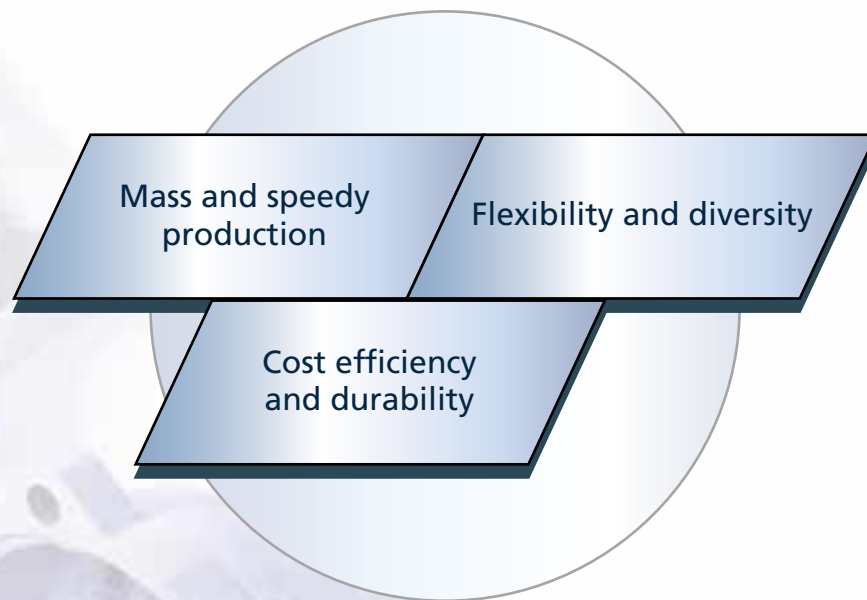 Mass and speedy
production
Flexibility and diversity
Cost efficiency
and durability